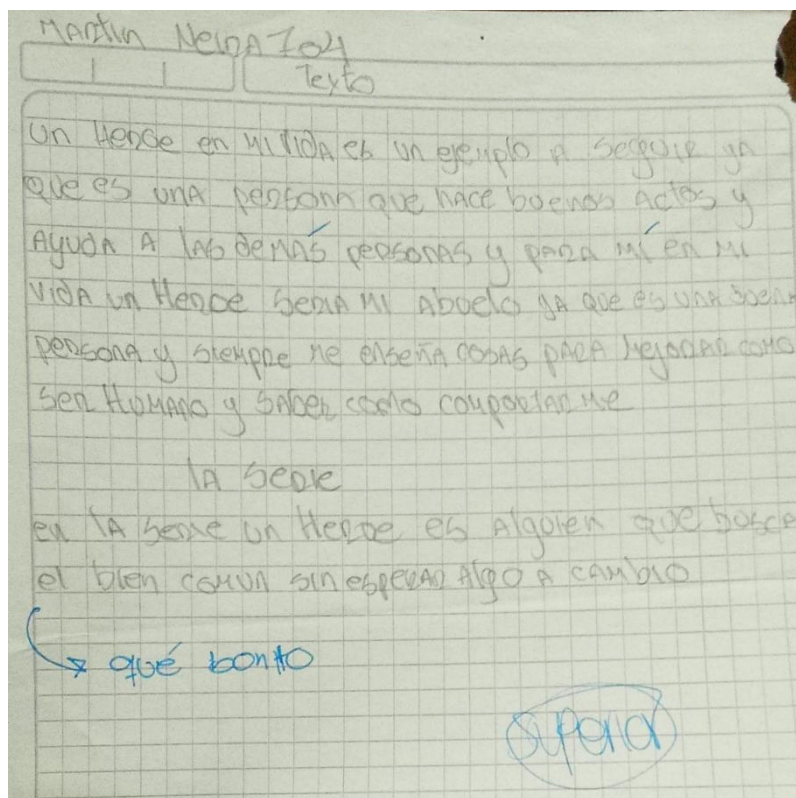 Martin Neira 704
Texto
Un Heroe en mi vida es un ejemplo a seguir ya
que es una persona que hace buenos actos y
Ayuda a las demás personas y para mí en mi
vida un Heroe seria mi Abuelo ya que es una buena
persona y siempre me enseña cosas para mejorar como
ser Humano y saber como comportarme
la serie
en la serie un Heroe es Alguien que busca
el bien comun sin esperar Algo a cambio
qué bonito
Superior